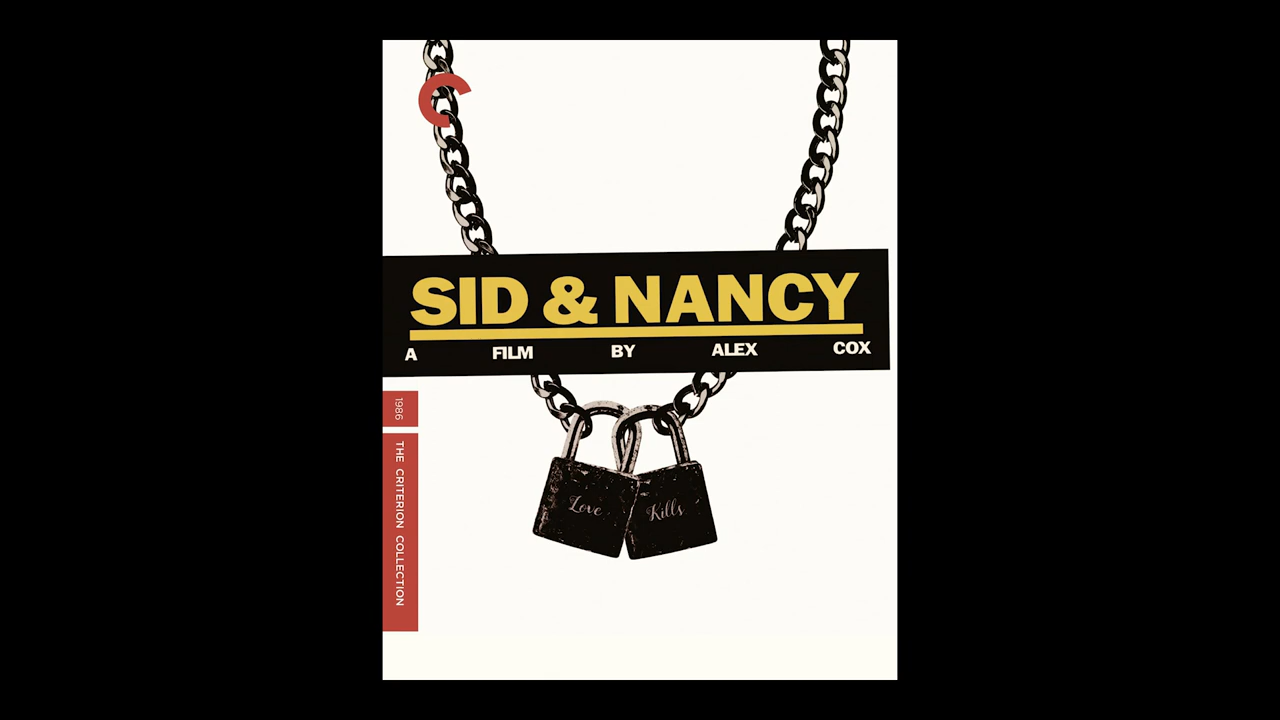 SID & NANCY
A FILM BY ALEX COX
1986
THE CRITERION COLLECTION
Love Kills